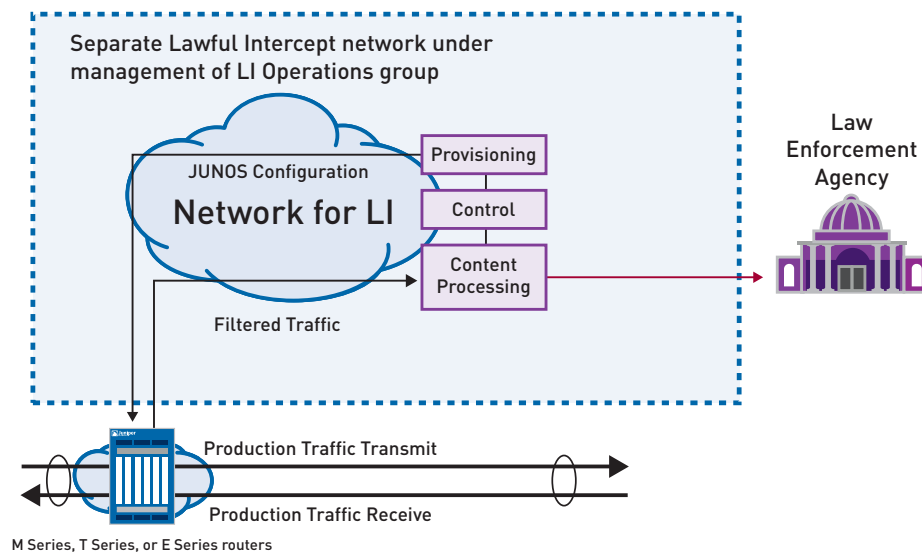 Separate Lawful Intercept network under
management of LI Operations group
Provisioning
JUNOS Configuration
Network for LI
Control
Content
Processing
Filtered Traffic
Law
Enforcement
Agency
Juniper
Production Traffic Transmit
Production Traffic Receive
M Series, T Series, or E Series routers